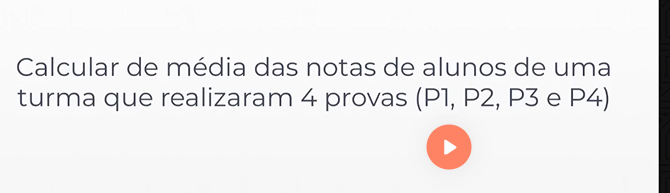 Calcular de média das notas de alunos de uma
turma que realizaram 4 provas (P1, P2, P3 e P4)